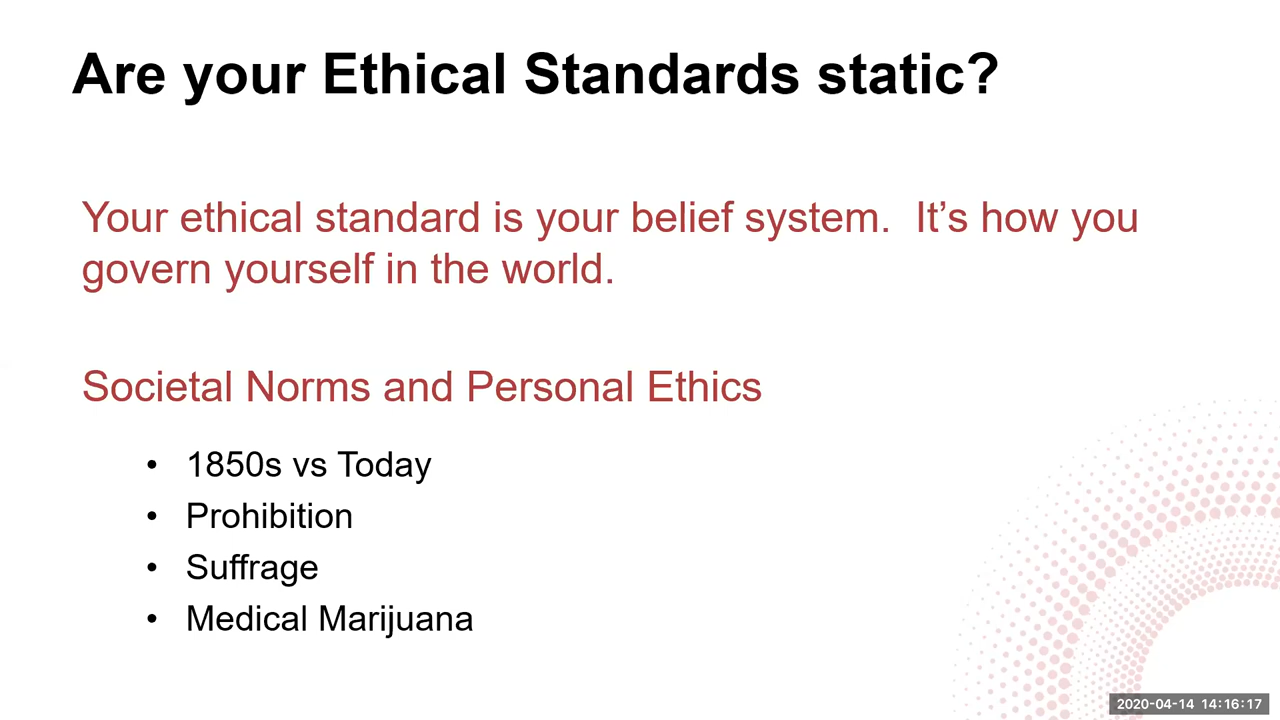 Are your Ethical Standards static?
Your ethical standard is your belief system.  It’s how you
govern yourself in the world.
Societal Norms and Personal Ethics
• 1850s vs Today
• Prohibition
• Suffrage
• Medical Marijuana
2020-04-14 14:16:17